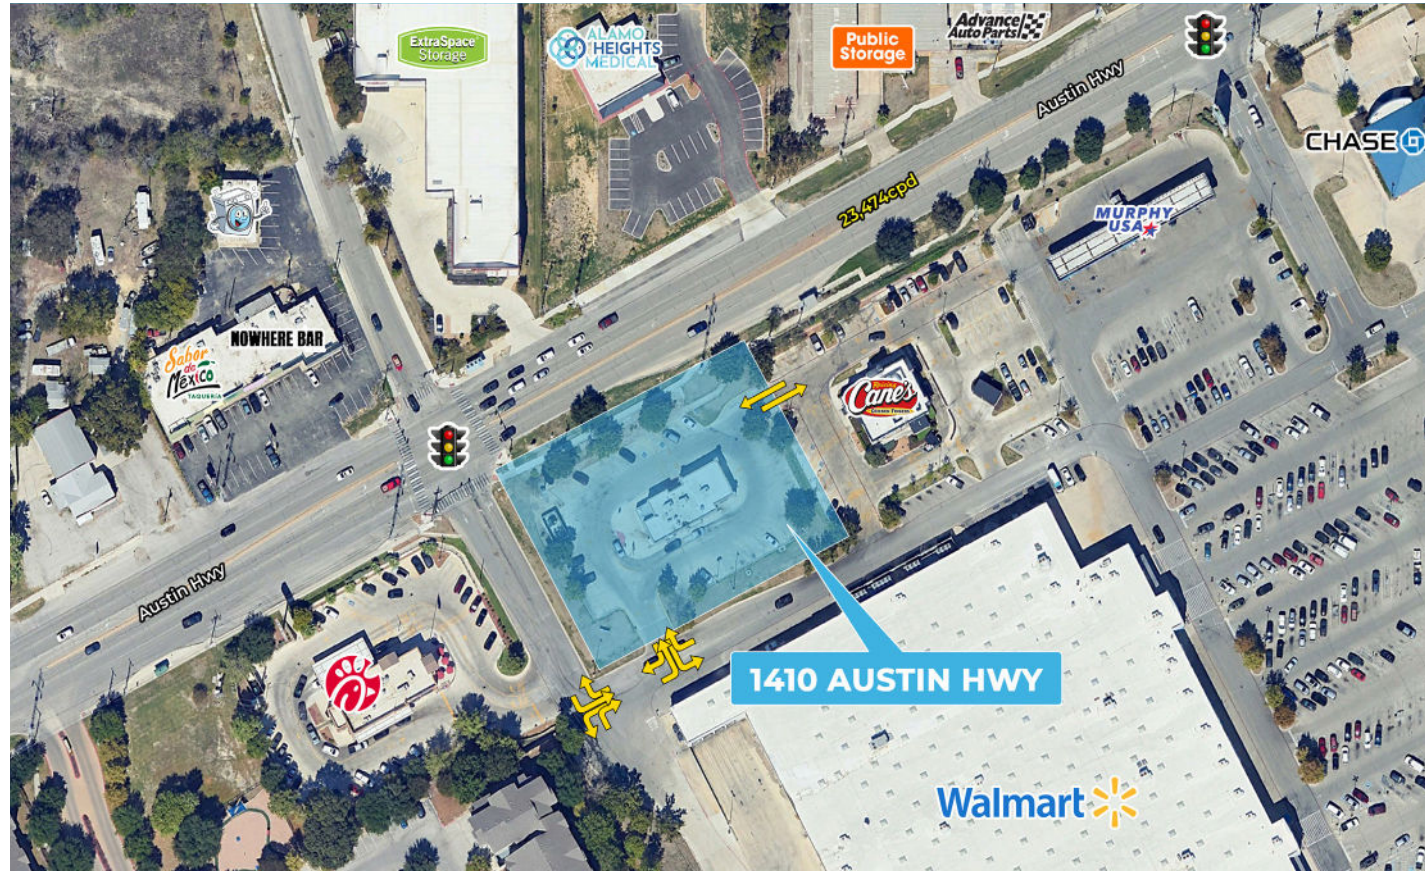 ExtraSpace
Storage
ALAMO
HEIGHTS
MEDICAL
Public
Storage
Advance
Auto Parts
Austin Hwy
CHASE
23,474cpd
MURPHY
USA
NOWHERE BAR
Sabor
de
México
TAQUERÍA
Raising
Cane's
CHICKEN FINGERS
Austin Hwy
1410 AUSTIN HWY
Walmart